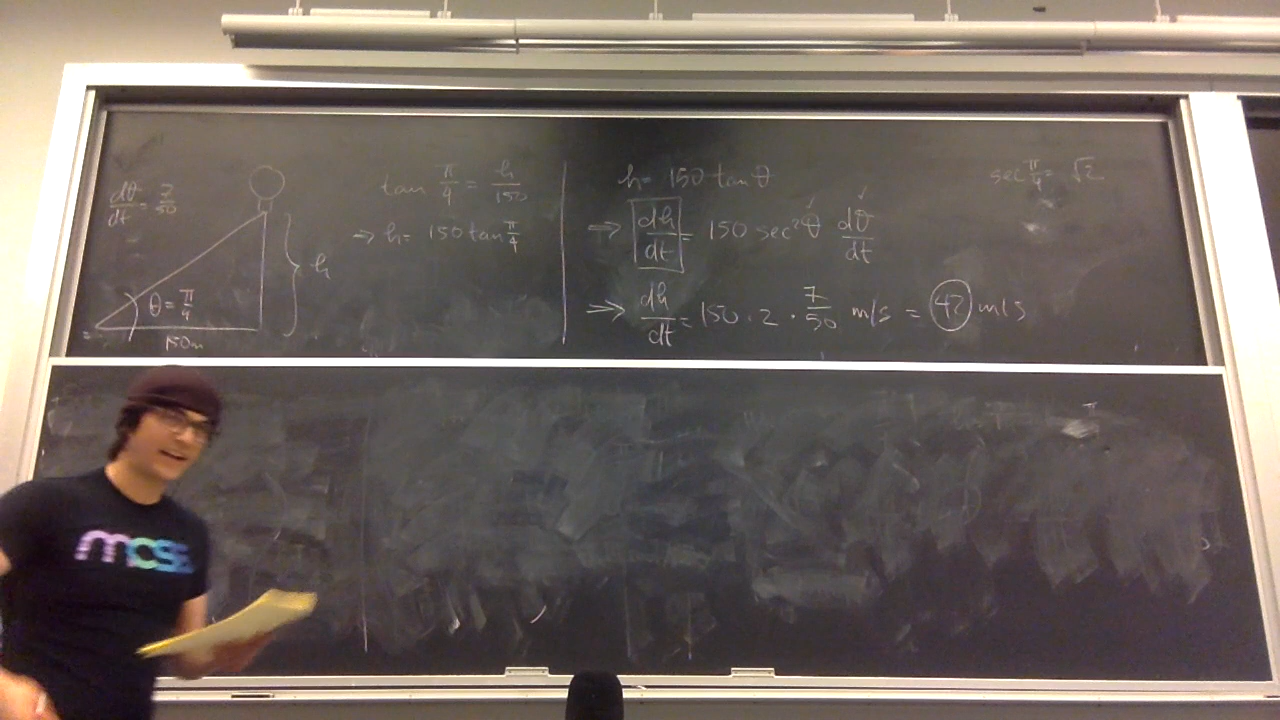 dθ/dt = 7/50
θ = π/4
150m
h
tan π/4 = h/150
⇒ h = 150 tan π/4
h = 150 tan θ
⇒ dh/dt = 150 sec²θ dθ/dt
⇒ dh/dt = 150 · 2 · 7/50 m/s = 42 m/s
sec π/4 = √2
π
mcss